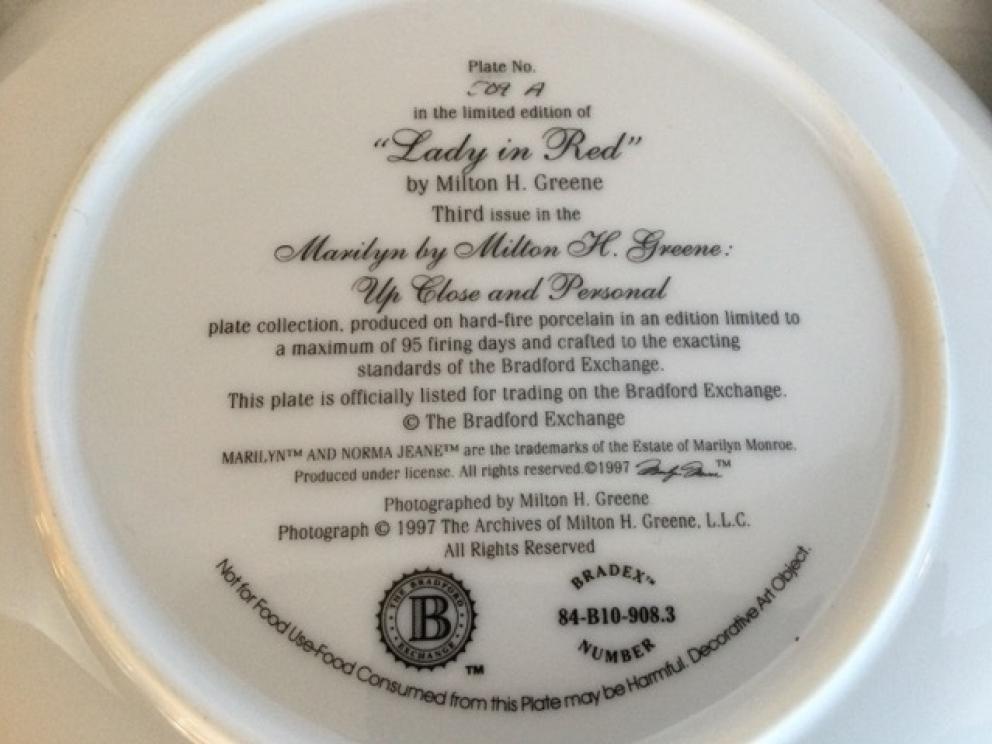 Plate No.
509 A
in the limited edition of
“Lady in Red”
by Milton H. Greene
Third issue in the
Marilyn by Milton H. Greene:
Up Close and Personal
plate collection, produced on hard-fire porcelain in an edition limited to
a maximum of 95 firing days and crafted to the exacting
standards of the Bradford Exchange.
This plate is officially listed for trading on the Bradford Exchange.
© The Bradford Exchange
MARILYN™ AND NORMA JEANE™ are the trademarks of the Estate of Marilyn Monroe.
Produced under license. All rights reserved.©1997 ™
Photographed by Milton H. Greene
Photograph © 1997 The Archives of Milton H. Greene, L.L.C.
All Rights Reserved
THE BRADFORD B EXCHANGE ™
BRADEX™
84-B10-908.3
NUMBER
Not for Food Use-Food Consumed from this Plate may be Harmful. Decorative Art Object.